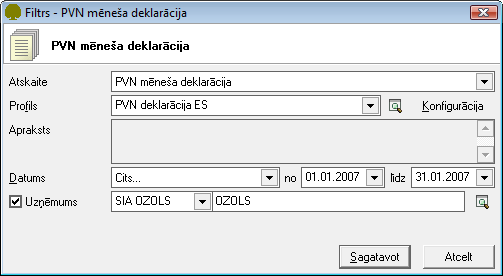 Filtrs - PVN mēneša deklarācija
PVN mēneša deklarācija
Atskaite PVN mēneša deklarācija
Profils PVN deklarācija ES Konfigurācija
Apraksts
Datums Cits... no 01.01.2007 līdz 31.01.2007
Uzņēmums SIA OZOLS OZOLS
Sagatavot Atcelt